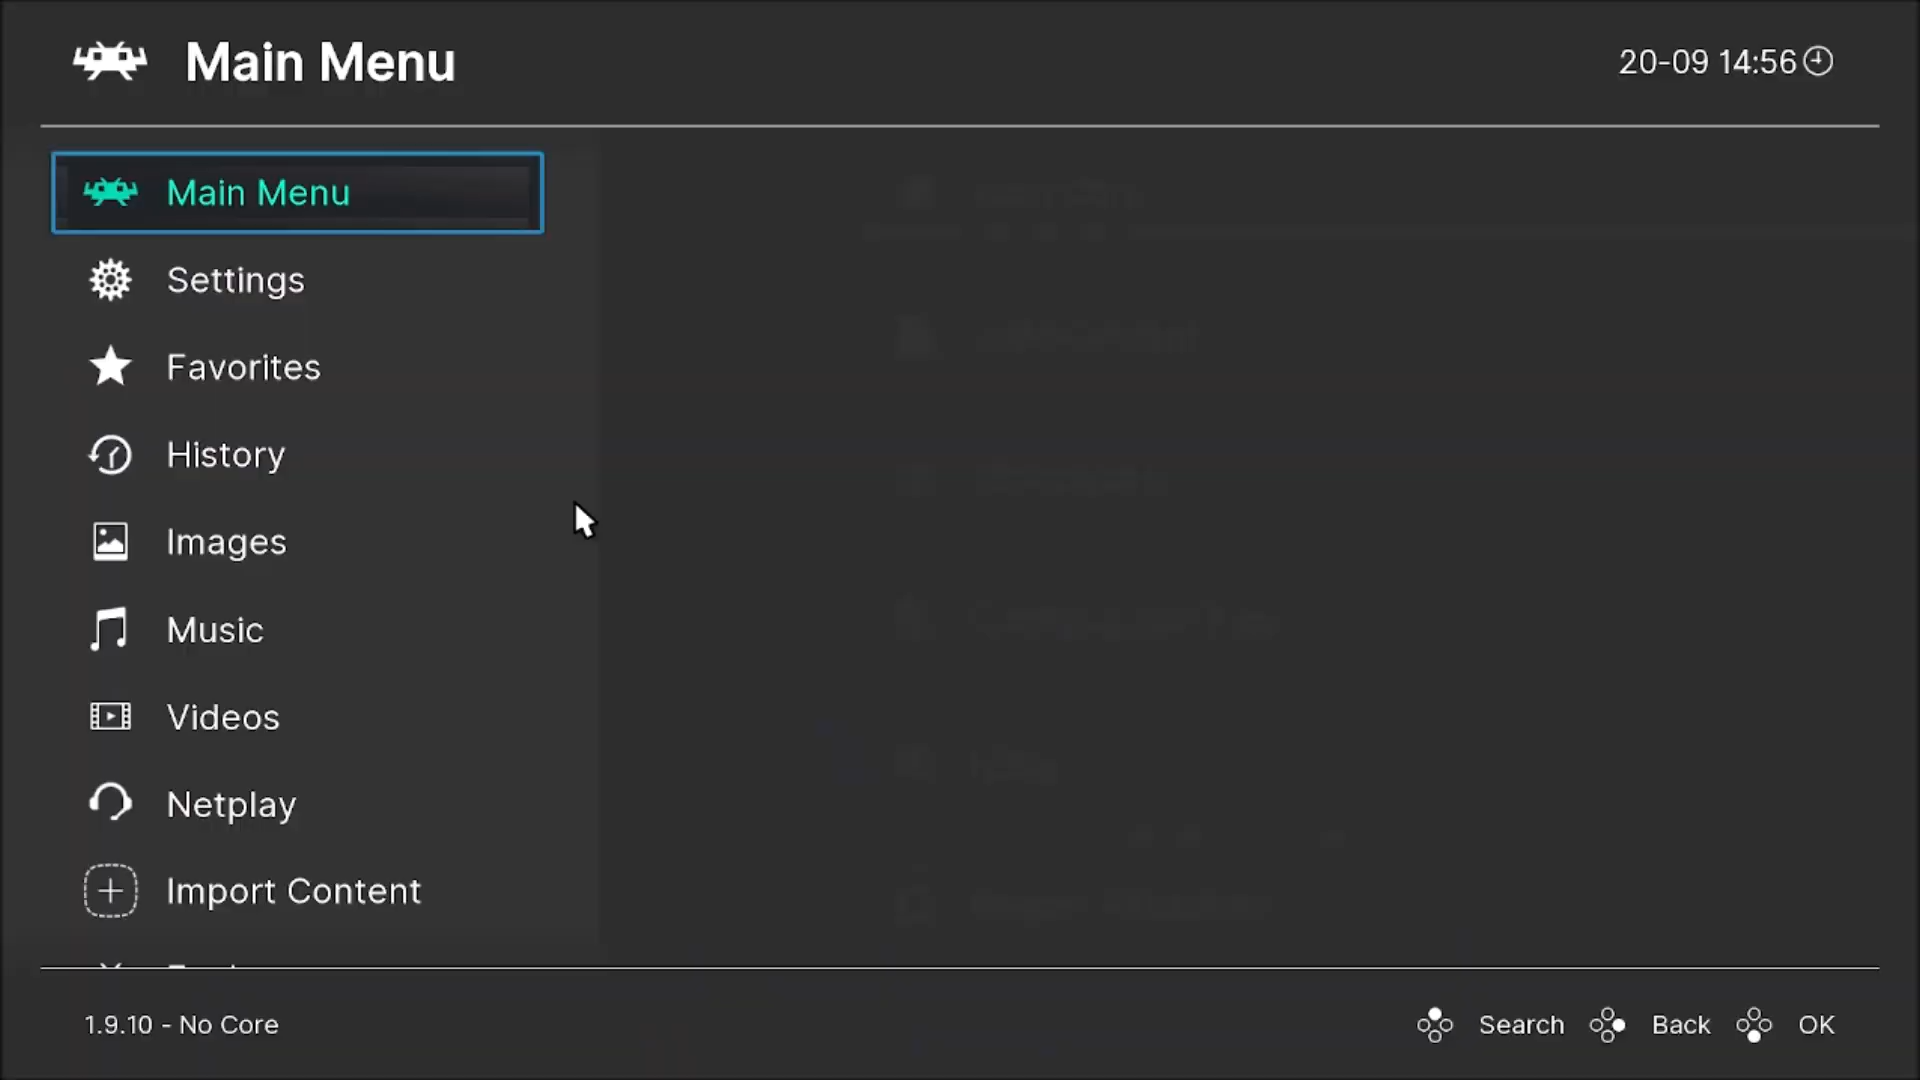 Main Menu
20-09 14:56
Main Menu
Settings
Favorites
History
Images
Music
Videos
Netplay
Import Content
1.9.10 - No Core
Search Back OK